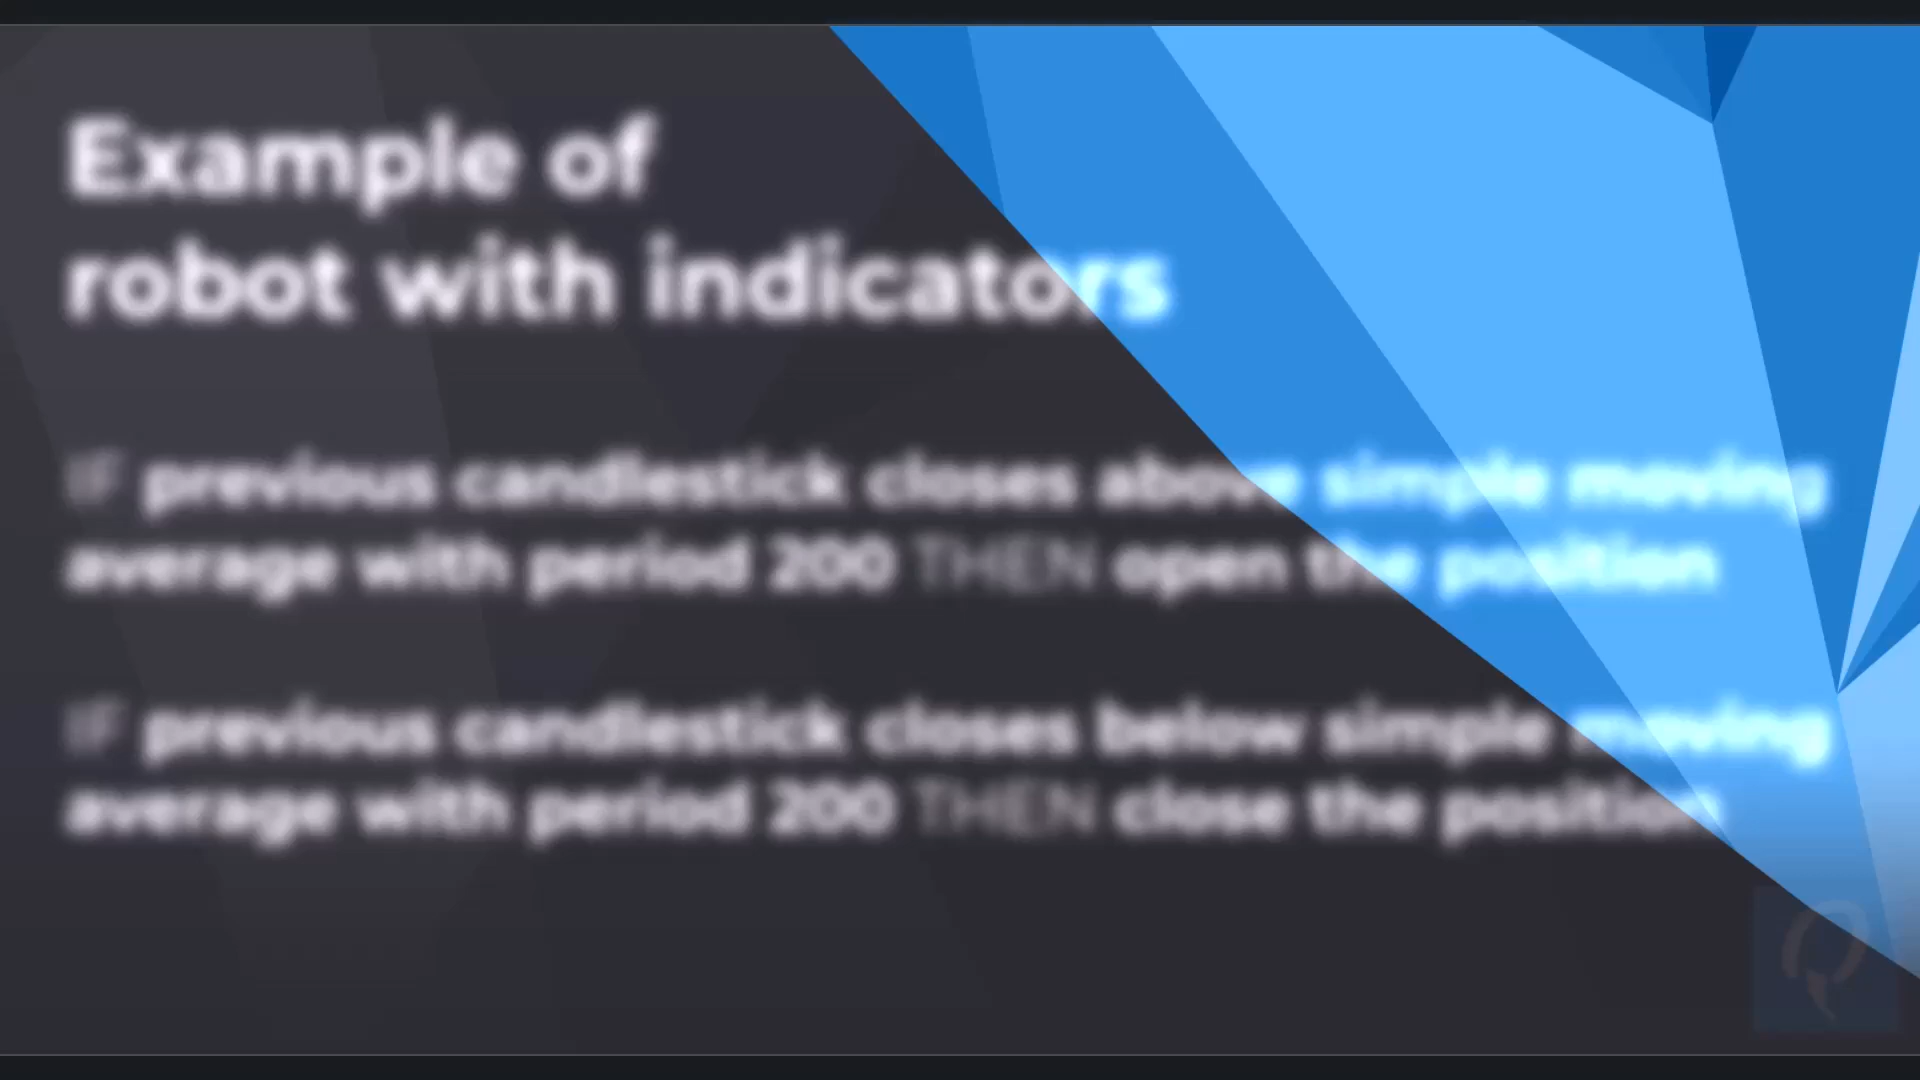 Example of
robot with indicators
IF previous candlestick closes above simple moving
average with period 200 THEN open the position
IF previous candlestick closes below simple moving
average with period 200 THEN close the position